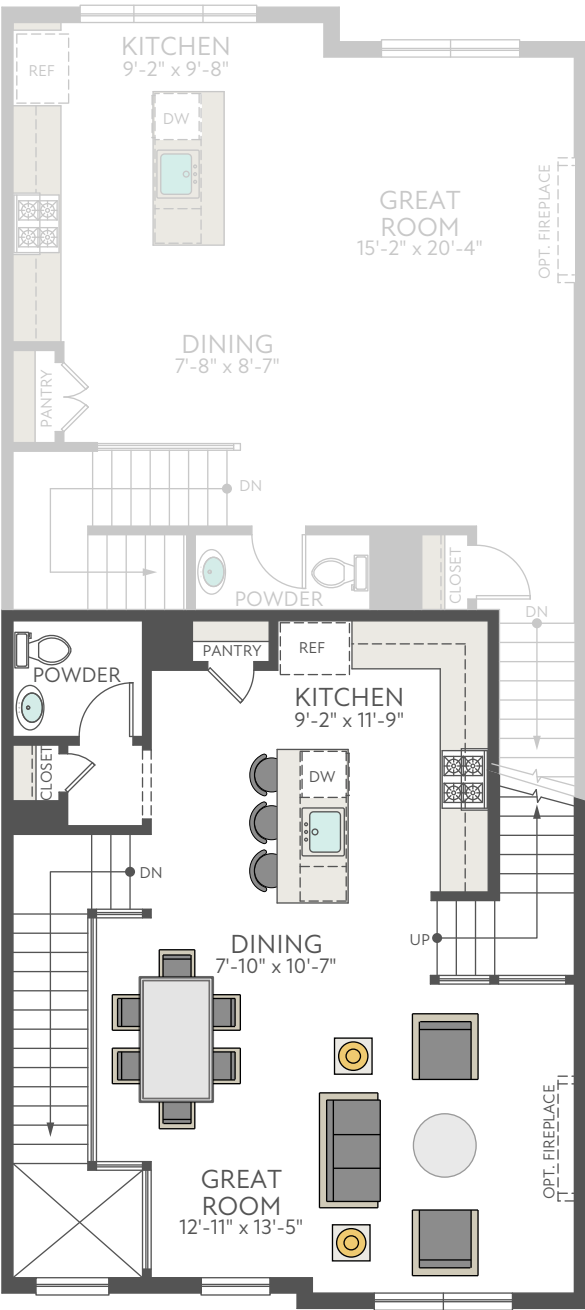 KITCHEN
9'-2" x 9'-8"
REF
DW
GREAT
ROOM
15'-2" x 20'-4"
OPT. FIREPLACE
DINING
7'-8" x 8'-7"
PANTRY
DN
CLOSET
POWDER
DN
POWDER
PANTRY
REF
KITCHEN
9'-2" x 11'-9"
CLOSET
DW
DN
UP
DINING
7'-10" x 10'-7"
OPT. FIREPLACE
GREAT
ROOM
12'-11" x 13'-5"